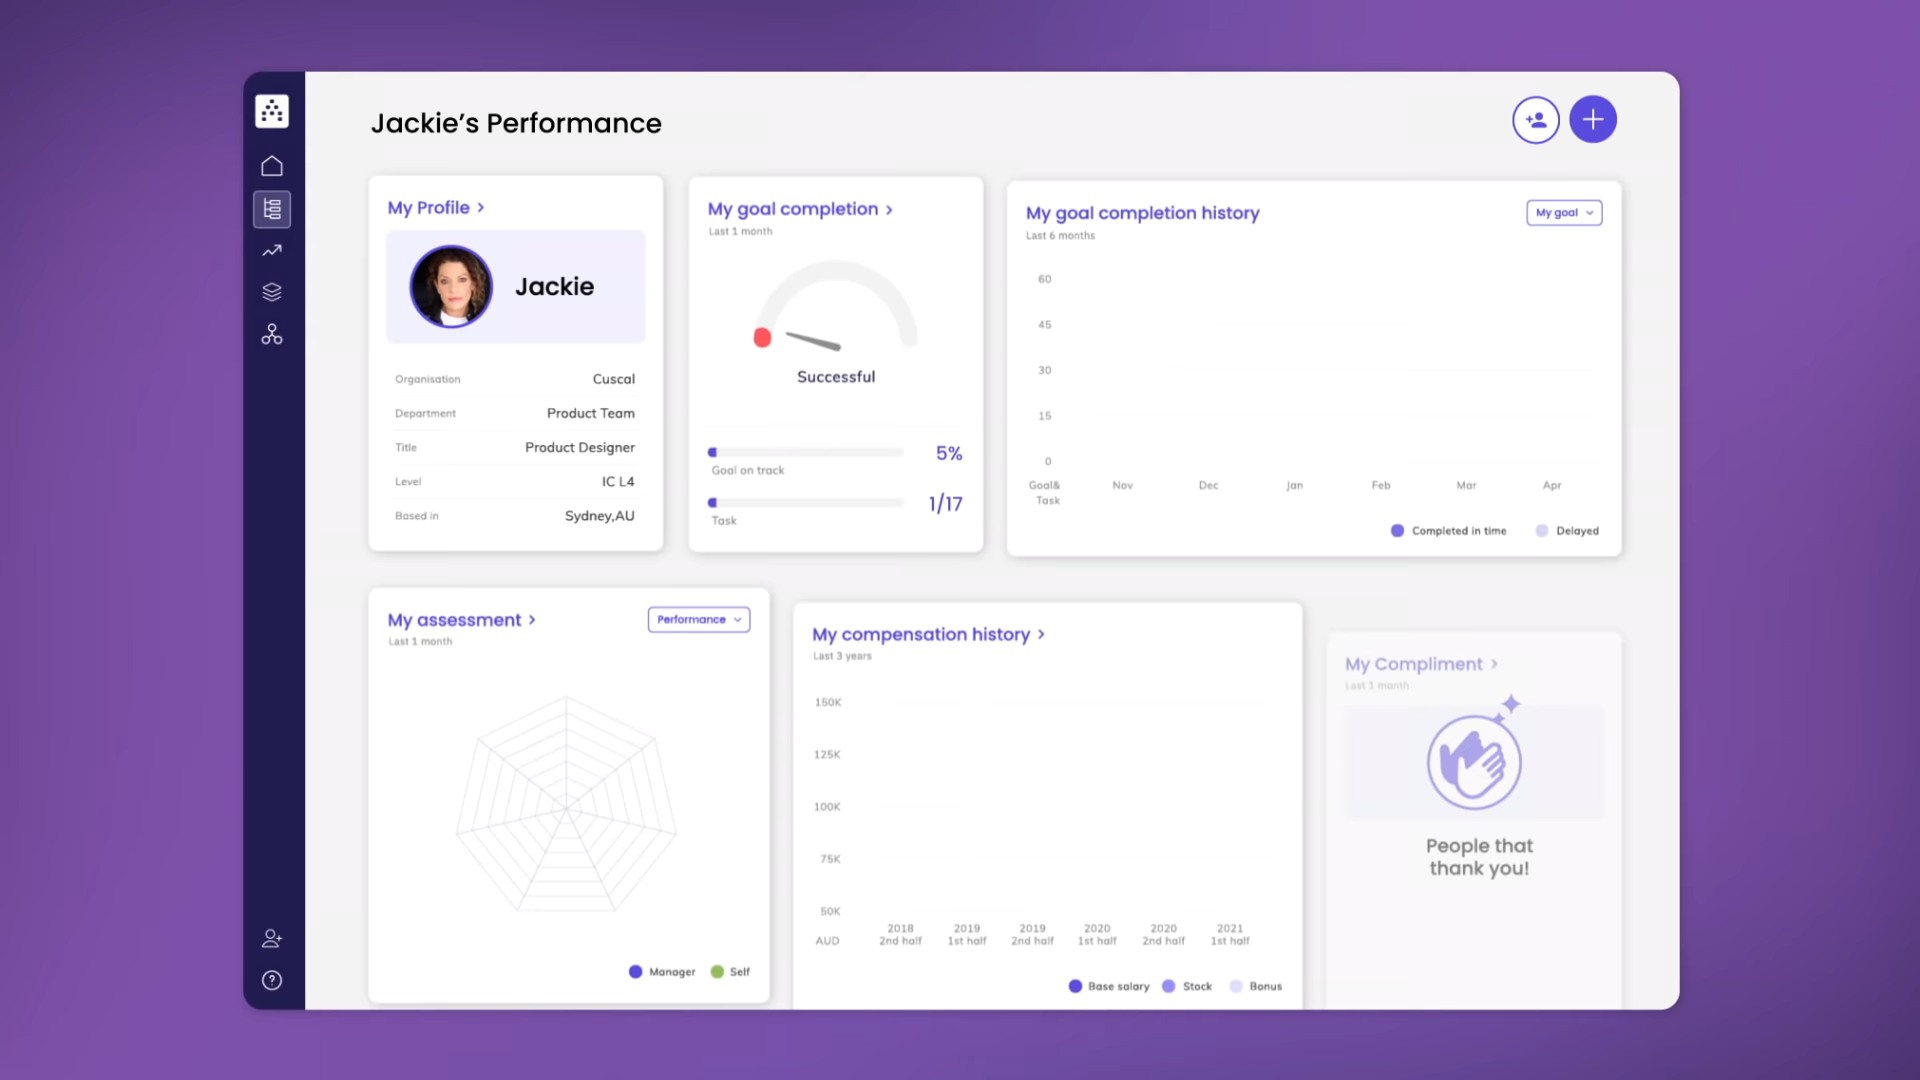 Jackie's Performance
My Profile >
Jackie
Organisation Cuscal
Department Product Team
Title Product Designer
Level IC L4
Based in Sydney,AU
My goal completion >
Last 1 month
Successful
5%
Goal on track
1/17
Task
My goal completion history
Last 6 months
My goal
60
45
30
15
0
Goal&
Task
Nov Dec Jan Feb Mar Apr
Completed in time Delayed
My assessment >
Last 1 month
Performance
Manager Self
My compensation history >
Last 3 years
150K
125K
100K
75K
50K
AUD
2018 2019 2019 2020 2020 2021
2nd half 1st half 2nd half 1st half 2nd half 1st half
Base salary Stock Bonus
My Compliment >
Last 1 month
People that
thank you!